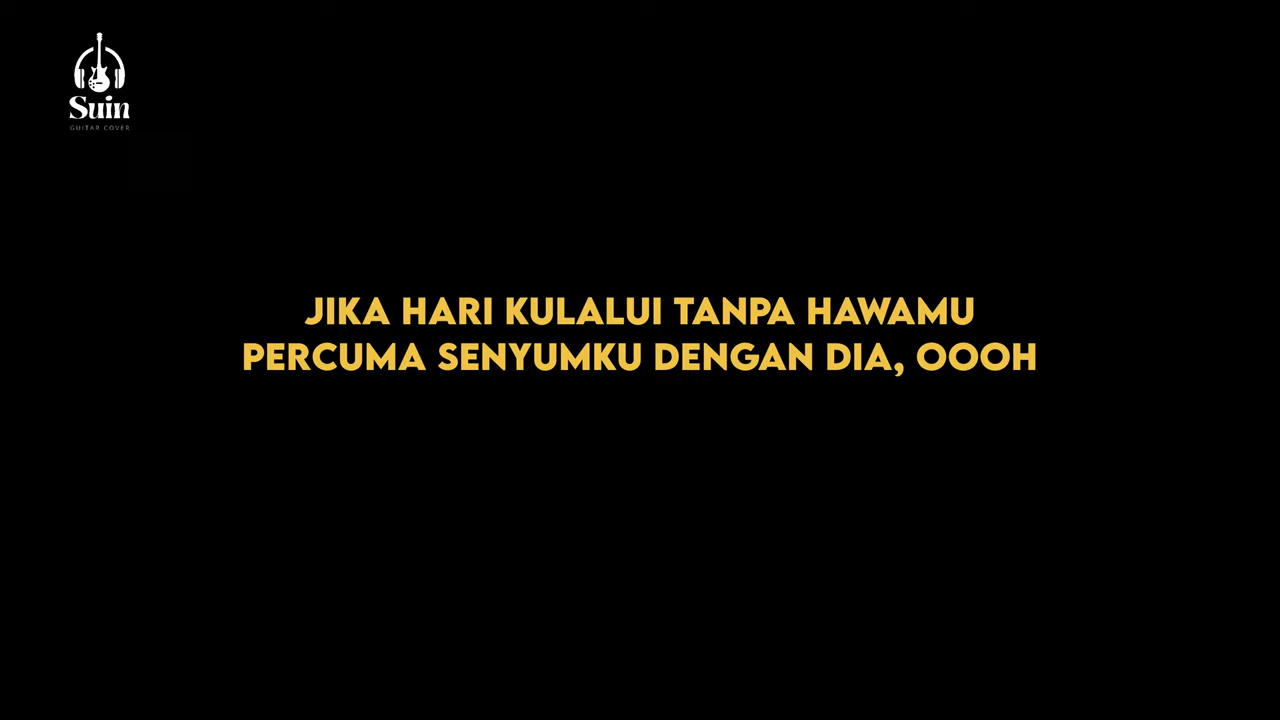 Suin
GUITAR COVER
JIKA HARI KULALUI TANPA HAWAMU
PERCUMA SENYUMKU DENGAN DIA, OOOH